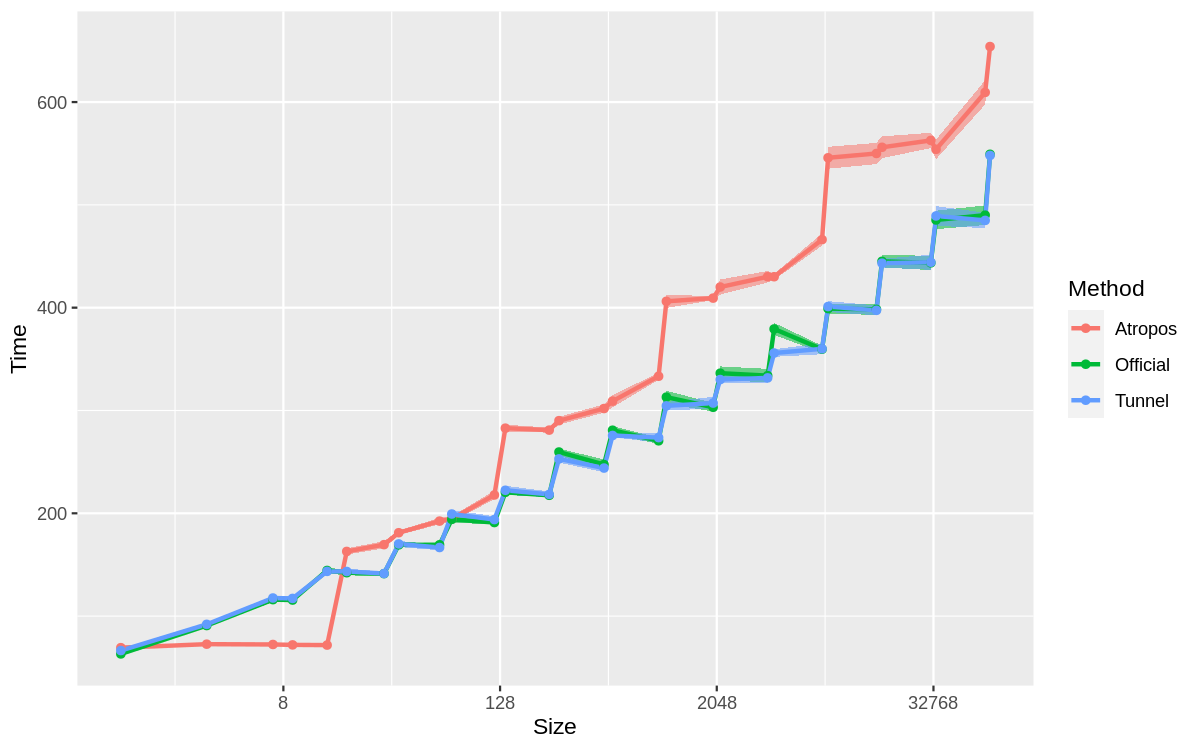 600
400
200
Time
8
128
2048
32768
Size
Method
Atropos
Official
Tunnel